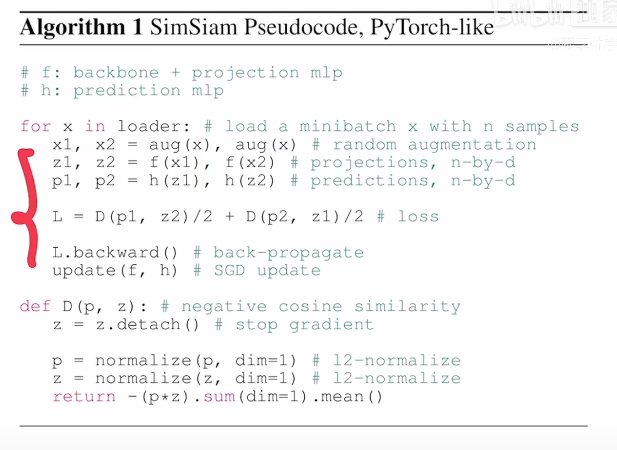 Algorithm 1 SimSiam Pseudocode, PyTorch-like
# f: backbone + projection mlp
# h: prediction mlp
for x in loader: # load a minibatch x with n samples
x1, x2 = aug(x), aug(x) # random augmentation
z1, z2 = f(x1), f(x2) # projections, n-by-d
p1, p2 = h(z1), h(z2) # predictions, n-by-d
L = D(p1, z2)/2 + D(p2, z1)/2 # loss
L.backward() # back-propagate
update(f, h) # SGD update
def D(p, z): # negative cosine similarity
z = z.detach() # stop gradient
p = normalize(p, dim=1) # l2-normalize
z = normalize(z, dim=1) # l2-normalize
return -(p*z).sum(dim=1).mean()